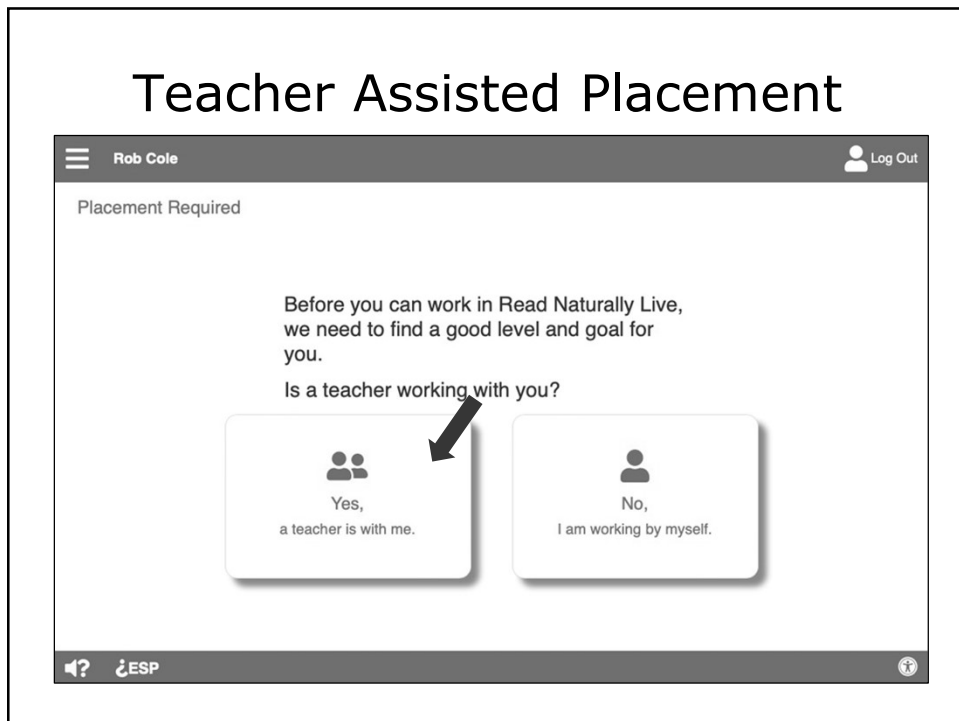 Teacher Assisted Placement
Rob Cole
Log Out
Placement Required
Before you can work in Read Naturally Live,
we need to find a good level and goal for
you.
Is a teacher working with you?
Yes,
a teacher is with me.
No,
I am working by myself.
? ¿ESP